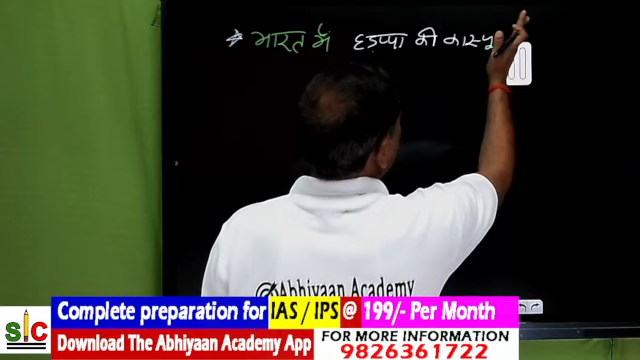 भारत में हड़प्पा की कास्
@Abhiyaan Academy
SIC
Complete preparation for IAS / IPS @ 199/- Per Month
Download The Abhiyaan Academy App
FOR MORE INFORMATION
9826361722